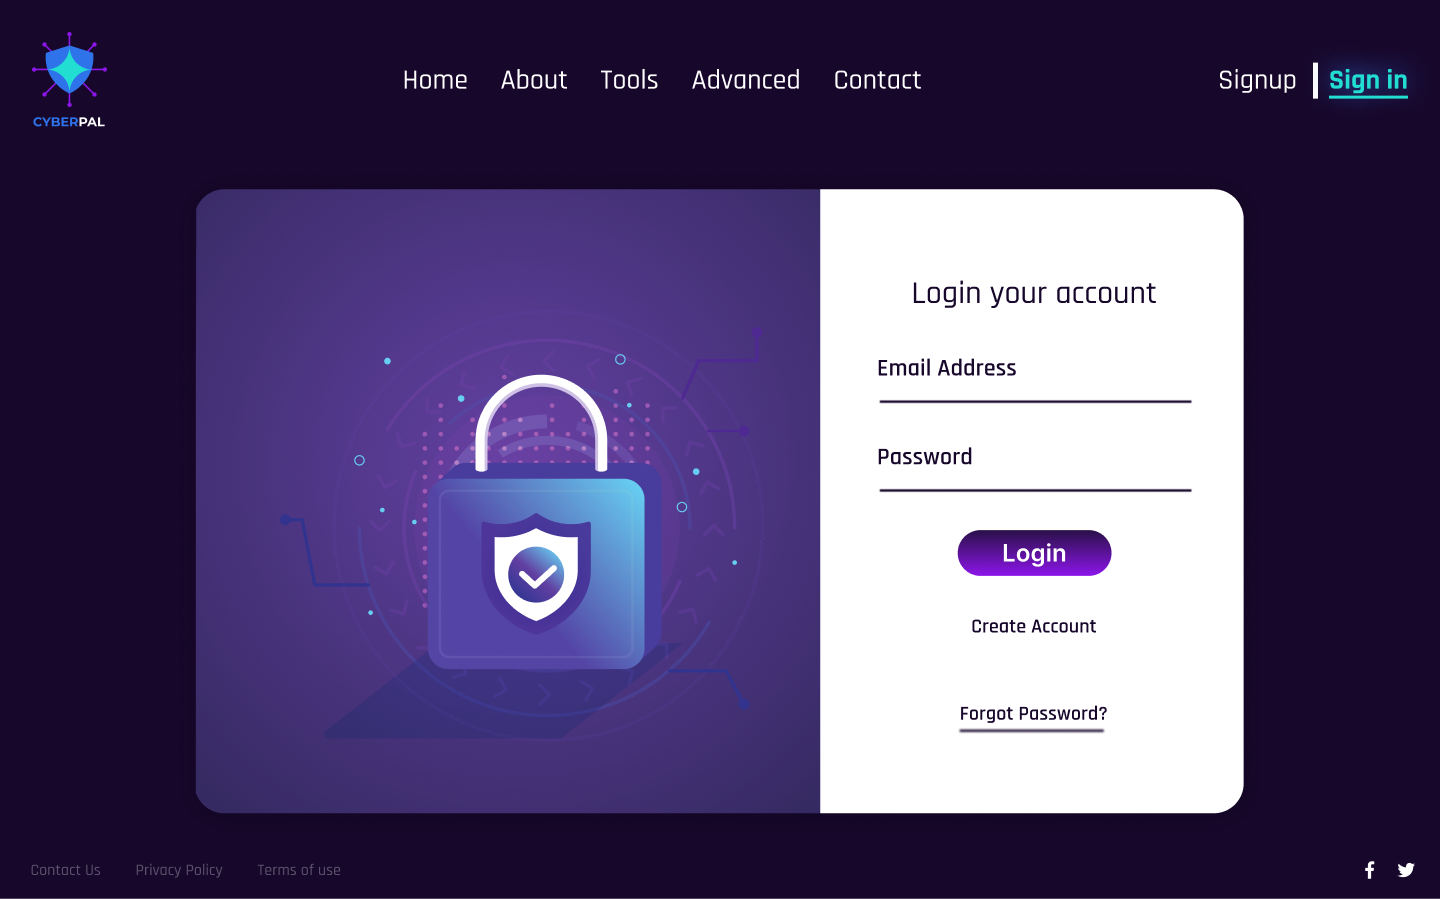 Home About Tools Advanced Contact
Signup Sign in
CYBERPAL
Login your account
Email Address
Password
Login
Create Account
Forgot Password?
Contact Us Privacy Policy Terms of use